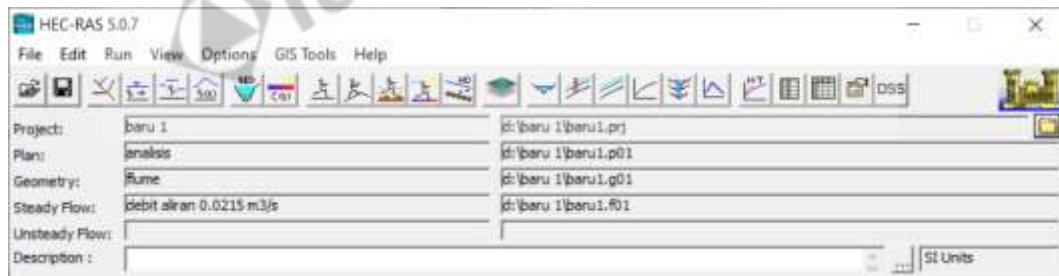 HEC-RAS 5.0.7
File Edit Run View Options GIS Tools Help
DSS
Project: baru 1 d:\baru 1\baru1.prj
Plan: analisis d:\baru 1\baru1.p01
Geometry: flume d:\baru 1\baru1.g01
Steady Flow: debit aliran 0.0215 m3/s d:\baru 1\baru1.f01
Unsteady Flow:
Description : ... SI Units